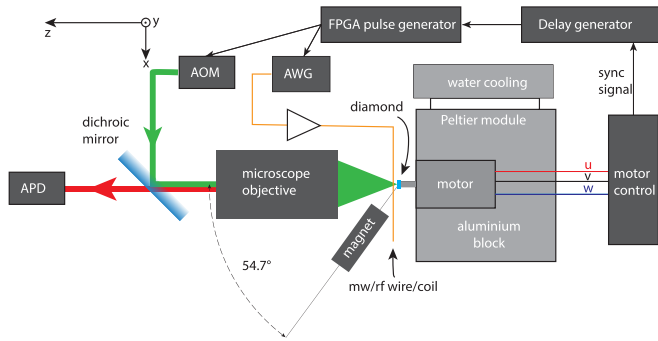 z
y
x
FPGA pulse generator
Delay generator
AOM
AWG
sync
signal
water cooling
diamond
Peltier module
dichroic
mirror
APD
microscope
objective
motor
u
v
w
motor
control
magnet
aluminium
block
54.7°
mw/rf wire/coil